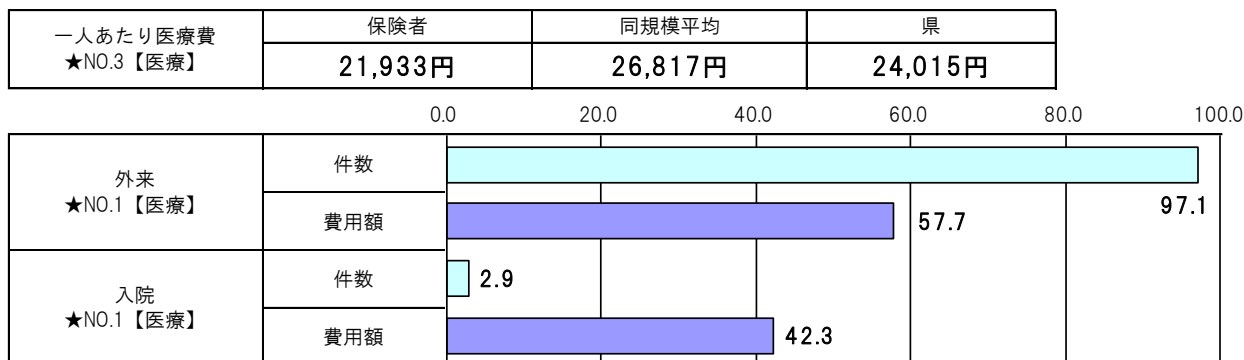 一人あたり医療費
★NO.3【医療】
保険者 同規模平均 県
21,933円 26,817円 24,015円
0.0 20.0 40.0 60.0 80.0 100.0
外来
★NO.1【医療】
件数
97.1
費用額
57.7
入院
★NO.1【医療】
件数
2.9
費用額
42.3